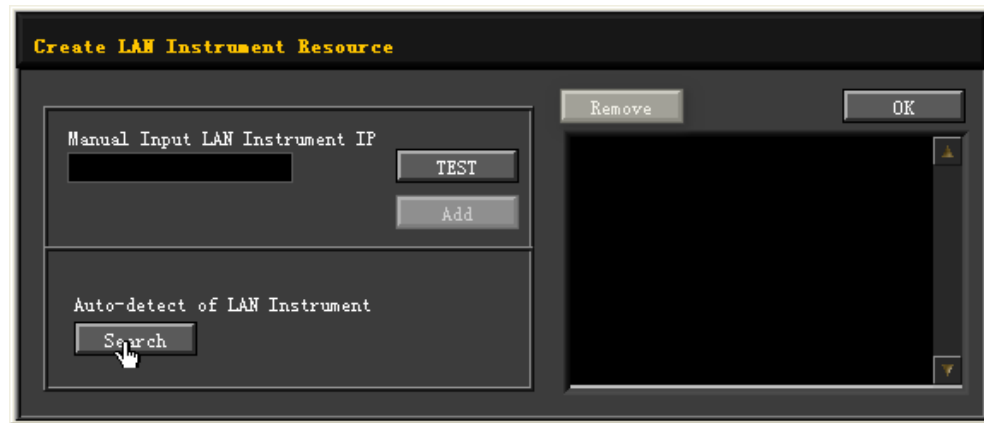 Create LAN Instrument Resource
Remove
OK
Manual Input LAN Instrument IP
TEST
Add
Auto-detect of LAN Instrument
Search